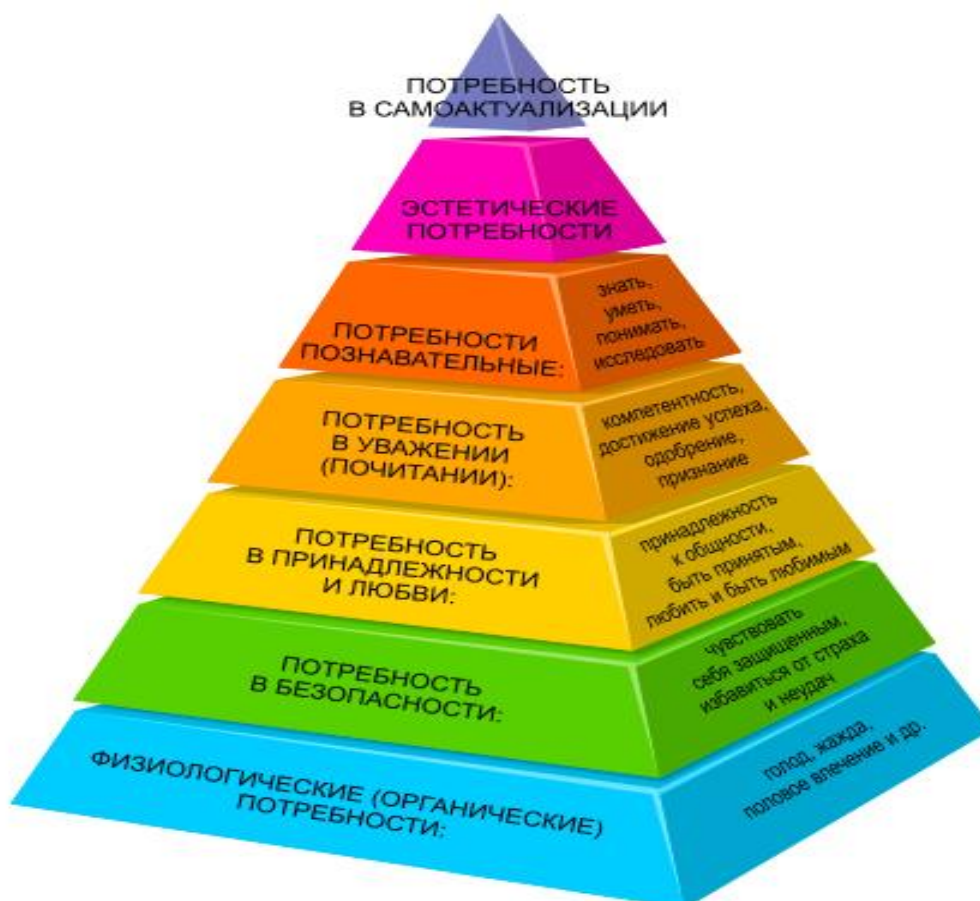 ПОТРЕБНОСТЬ
В САМОАКТУАЛИЗАЦИИ
ЭСТЕТИЧЕСКИЕ
ПОТРЕБНОСТИ
ПОТРЕБНОСТИ
ПОЗНАВАТЕЛЬНЫЕ:
знать,
уметь,
понимать,
исследовать
ПОТРЕБНОСТЬ
В УВАЖЕНИИ
(ПОЧИТАНИИ):
компетентность,
достижение успеха,
одобрение,
признание
ПОТРЕБНОСТЬ
В ПРИНАДЛЕЖНОСТИ
И ЛЮБВИ:
принадлежность
к общности,
быть принятым,
любить и быть любимым
ПОТРЕБНОСТЬ
В БЕЗОПАСНОСТИ:
чувствовать
себя защищенным,
избавиться от страха
и неудач
ФИЗИОЛОГИЧЕСКИЕ (ОРГАНИЧЕСКИЕ)
ПОТРЕБНОСТИ:
голод, жажда,
половое влечение и др.